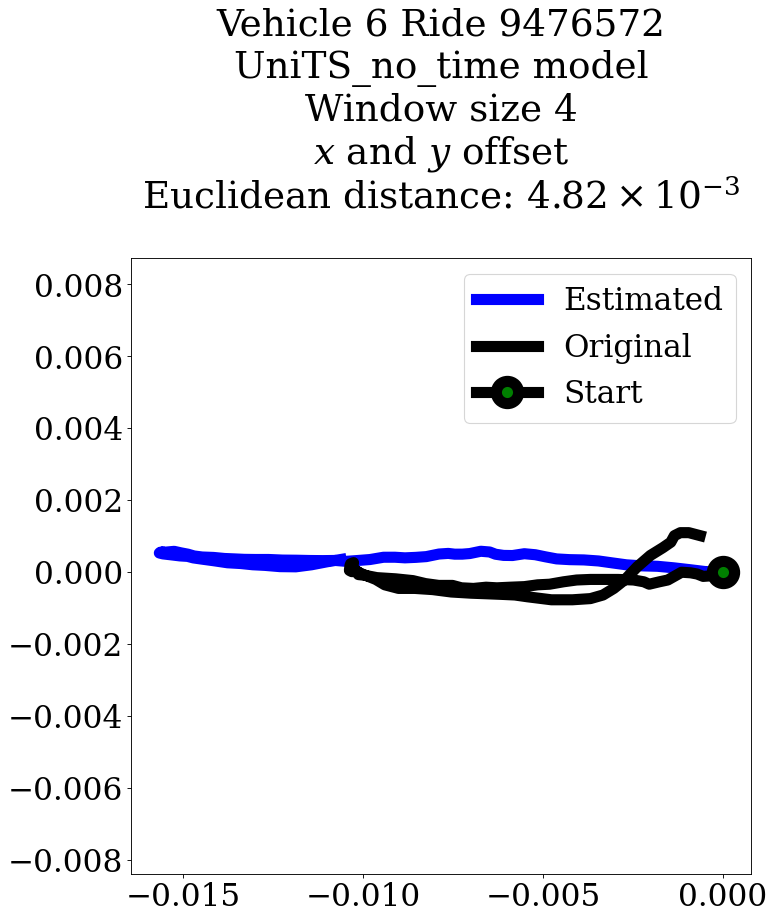 Vehicle 6 Ride 9476572
UniTS_no_time model
Window size 4
x and y offset
Euclidean distance: 4.82 × 10⁻³
Estimated
Original
Start
0.008
0.006
0.004
0.002
0.000
−0.002
−0.004
−0.006
−0.008
−0.015 −0.010 −0.005 0.000